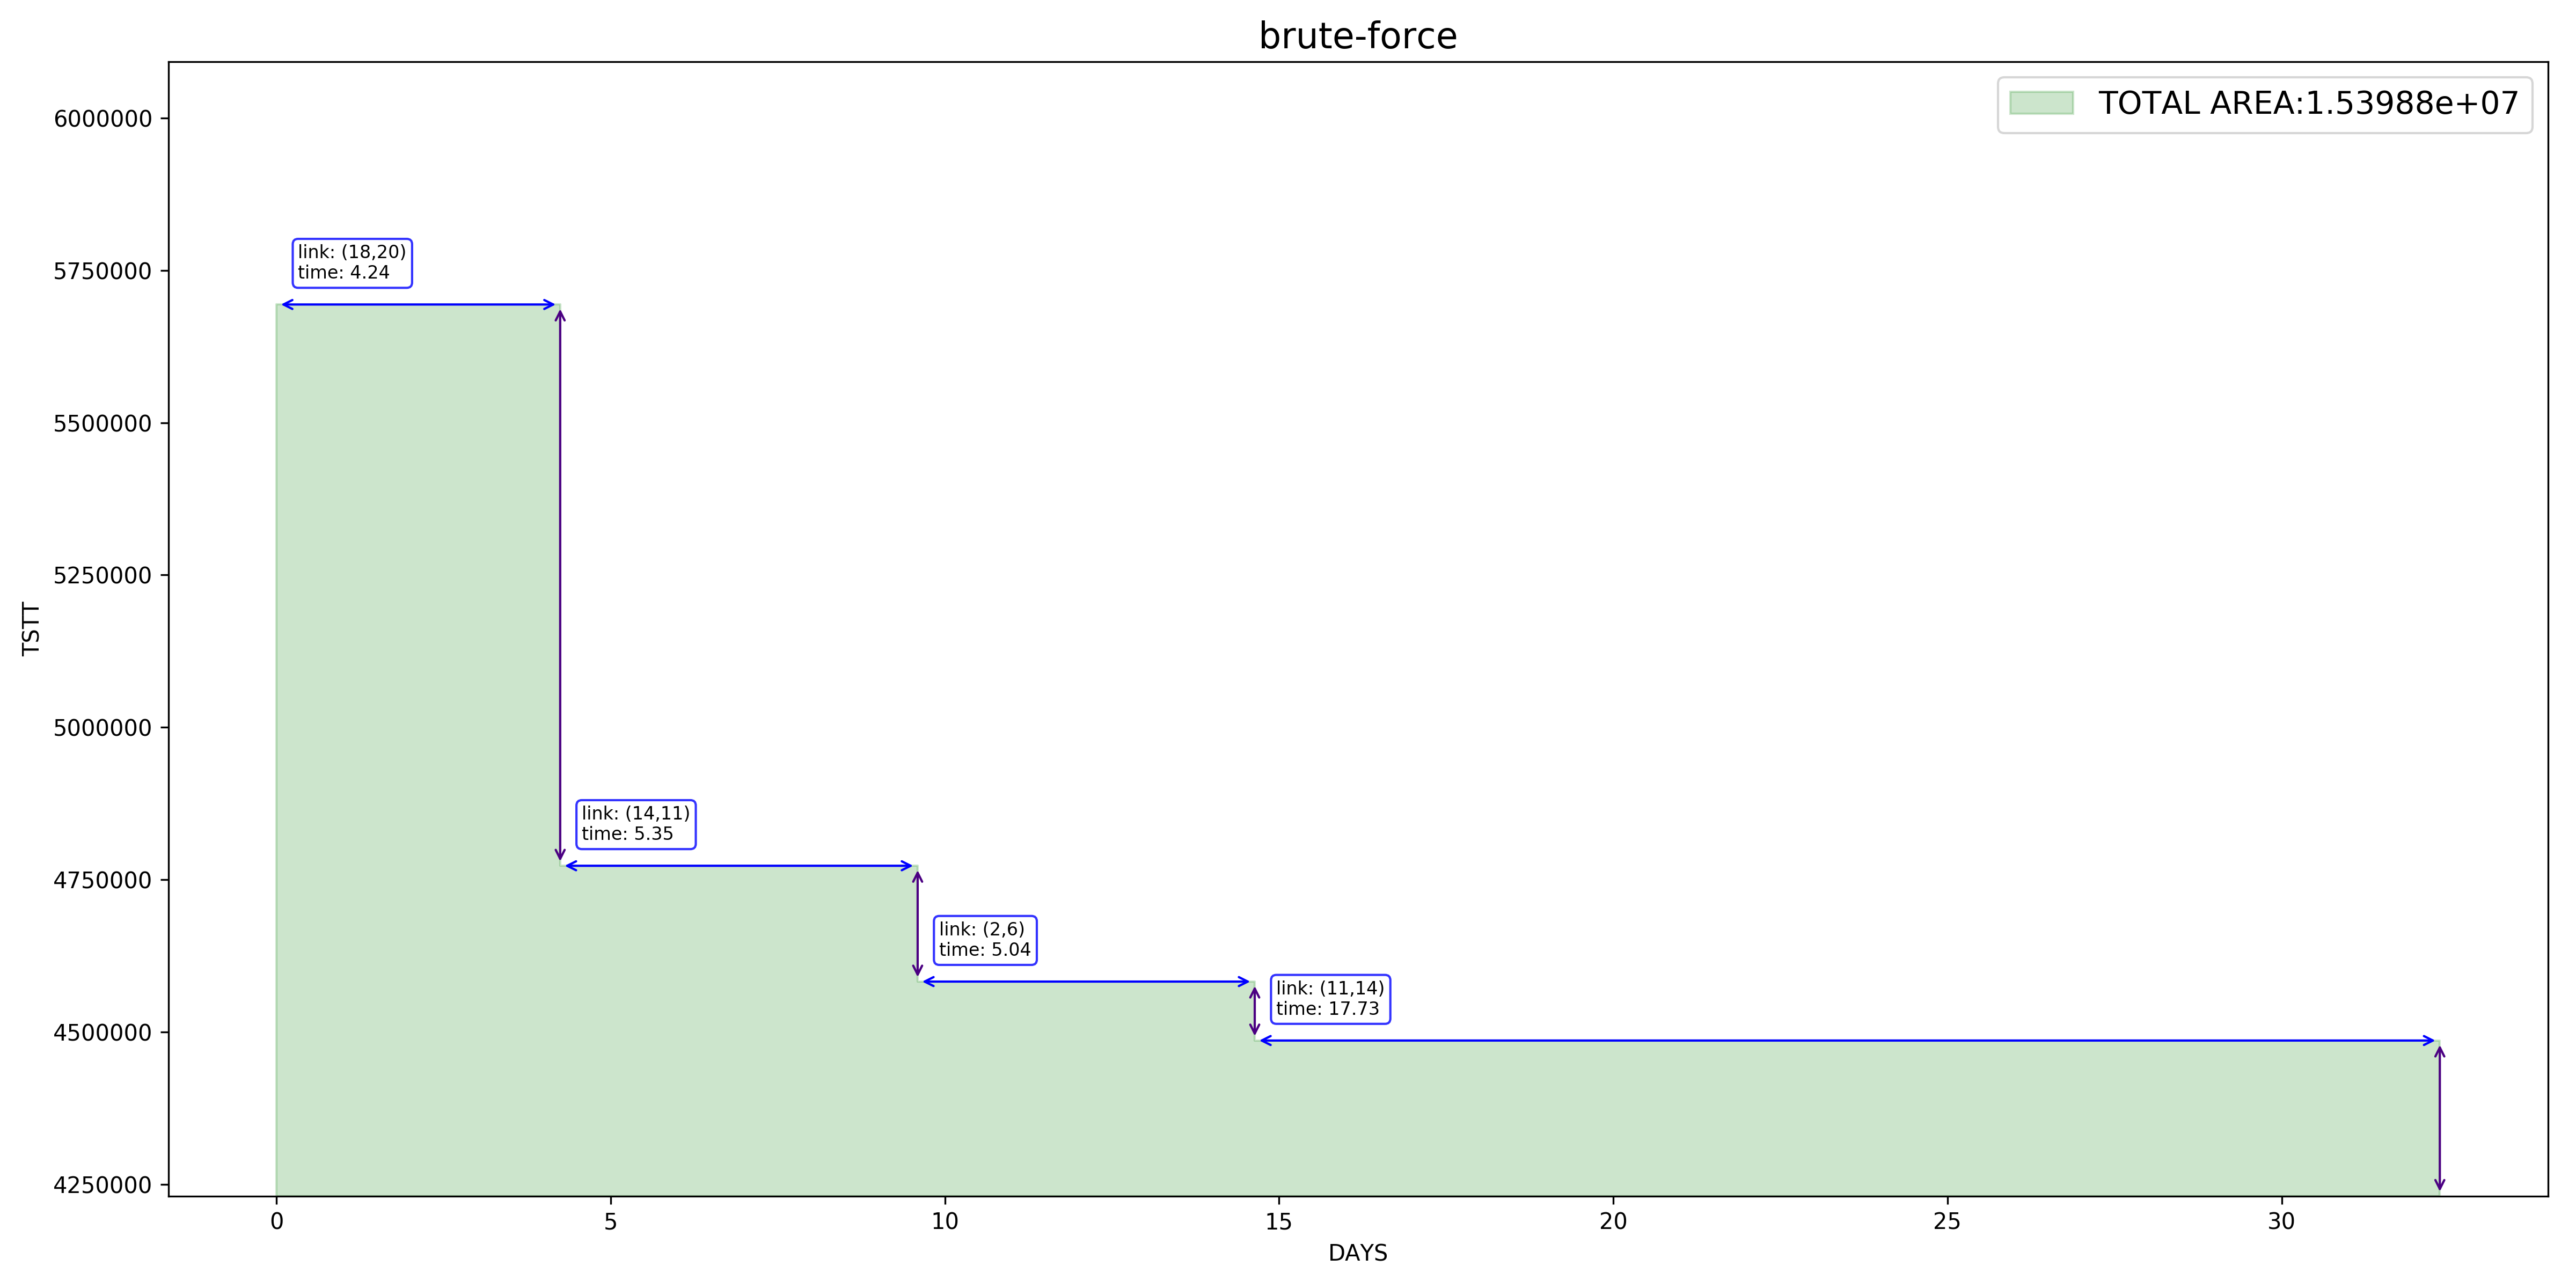 brute-force
TOTAL AREA:1.53988e+07
6000000
5750000
5500000
5250000
5000000
4750000
4500000
4250000
TSTT
link: (18,20)
time: 4.24
link: (14,11)
time: 5.35
link: (2,6)
time: 5.04
link: (11,14)
time: 17.73
0 5 10 15 20 25 30
DAYS